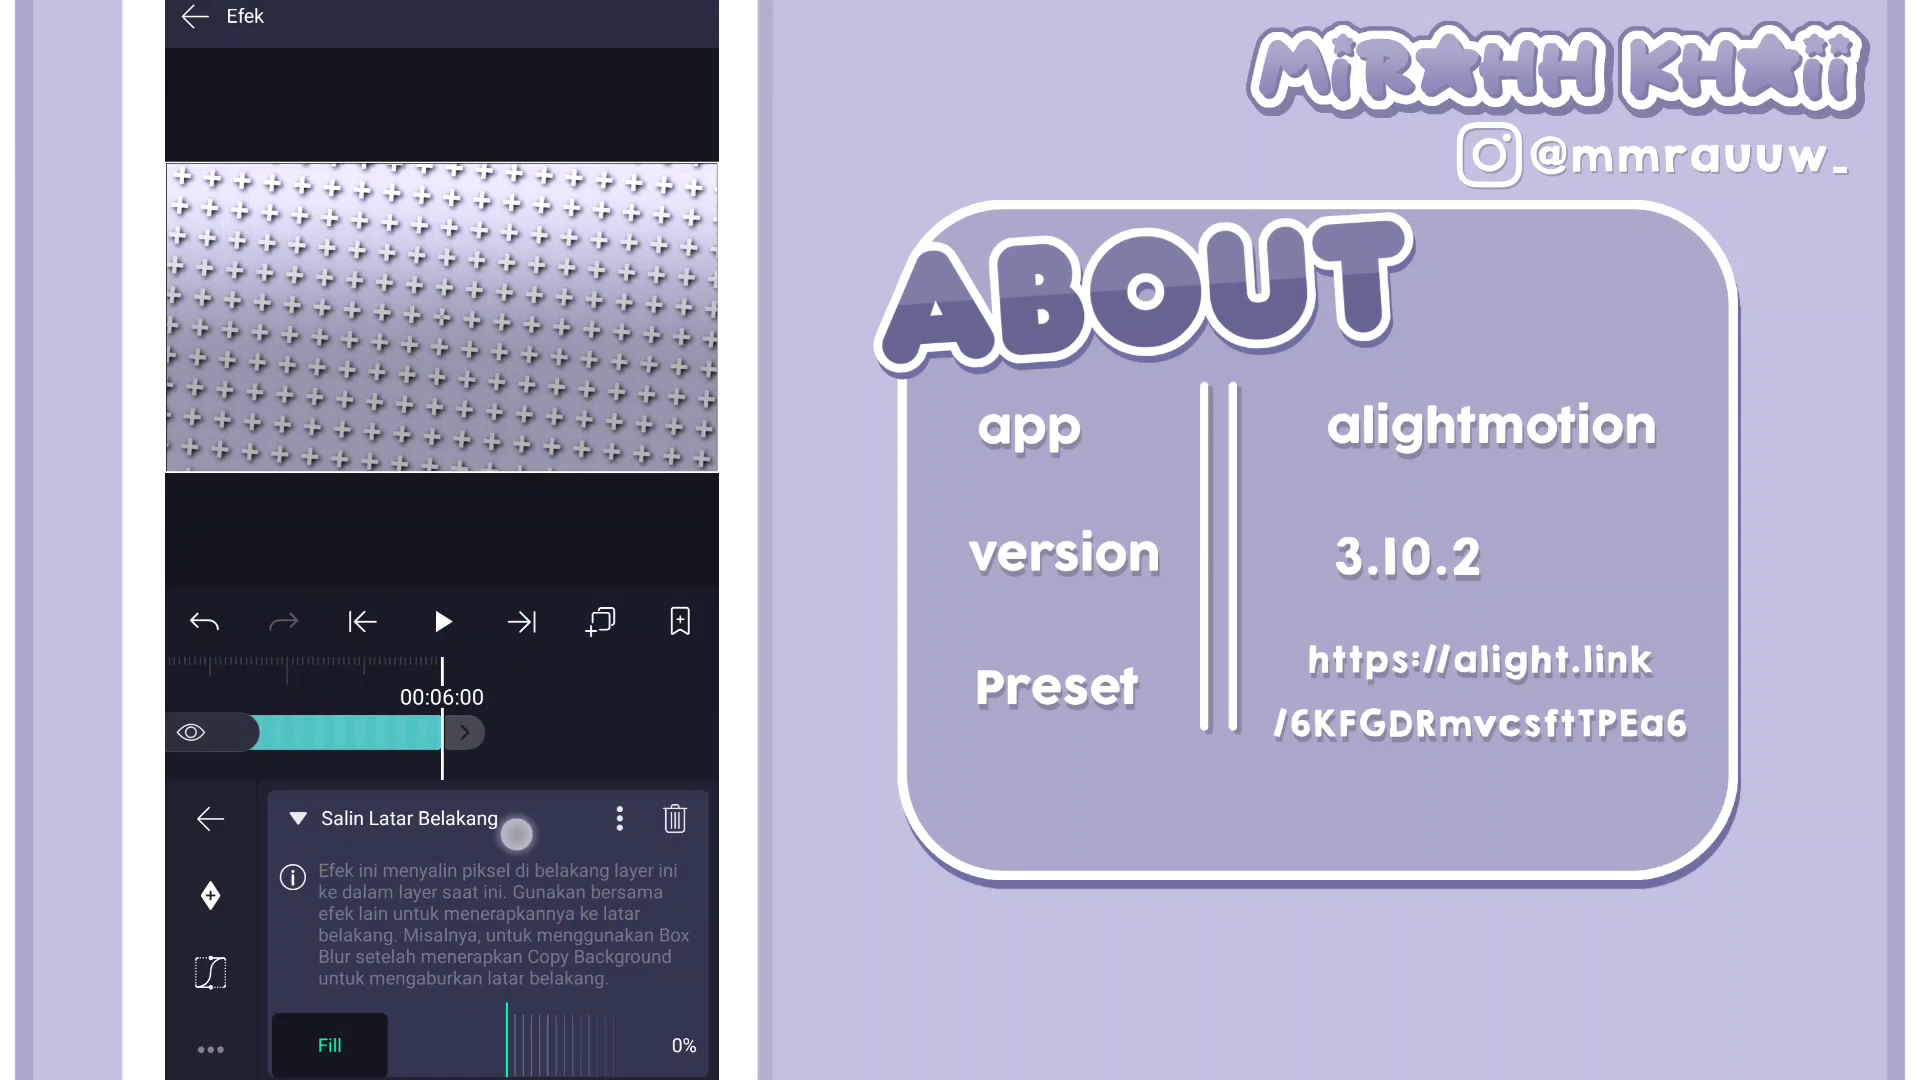 Efek
00:06:00
Salin Latar Belakang
Efek ini menyalin piksel di belakang layer ini
ke dalam layer saat ini. Gunakan bersama
efek lain untuk menerapkannya ke latar
belakang. Misalnya, untuk menggunakan Box
Blur setelah menerapkan Copy Background
untuk mengaburkan latar belakang.
Fill
0%
MiRAHH KHAii
@mmrauuw_
ABOUT
app
alightmotion
version
3.10.2
Preset
https://alight.link
/6KFGDRmvcsftTPEa6